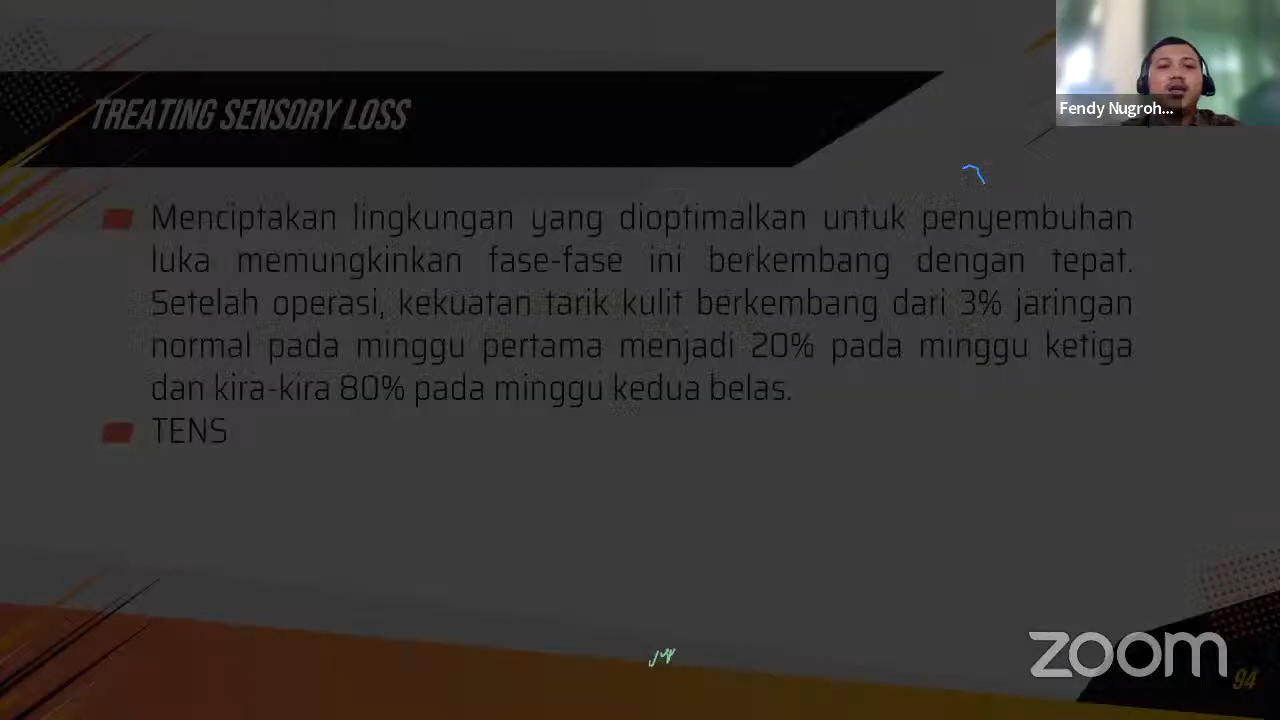 TREATING SENSORY LOSS
Fendy Nugroh...
Menciptakan lingkungan yang dioptimalkan untuk penyembuhan
luka memungkinkan fase-fase ini berkembang dengan tepat.
Setelah operasi, kekuatan tarik kulit berkembang dari 3% jaringan
normal pada minggu pertama menjadi 20% pada minggu ketiga
dan kira-kira 80% pada minggu kedua belas.
TENS
zoom
94